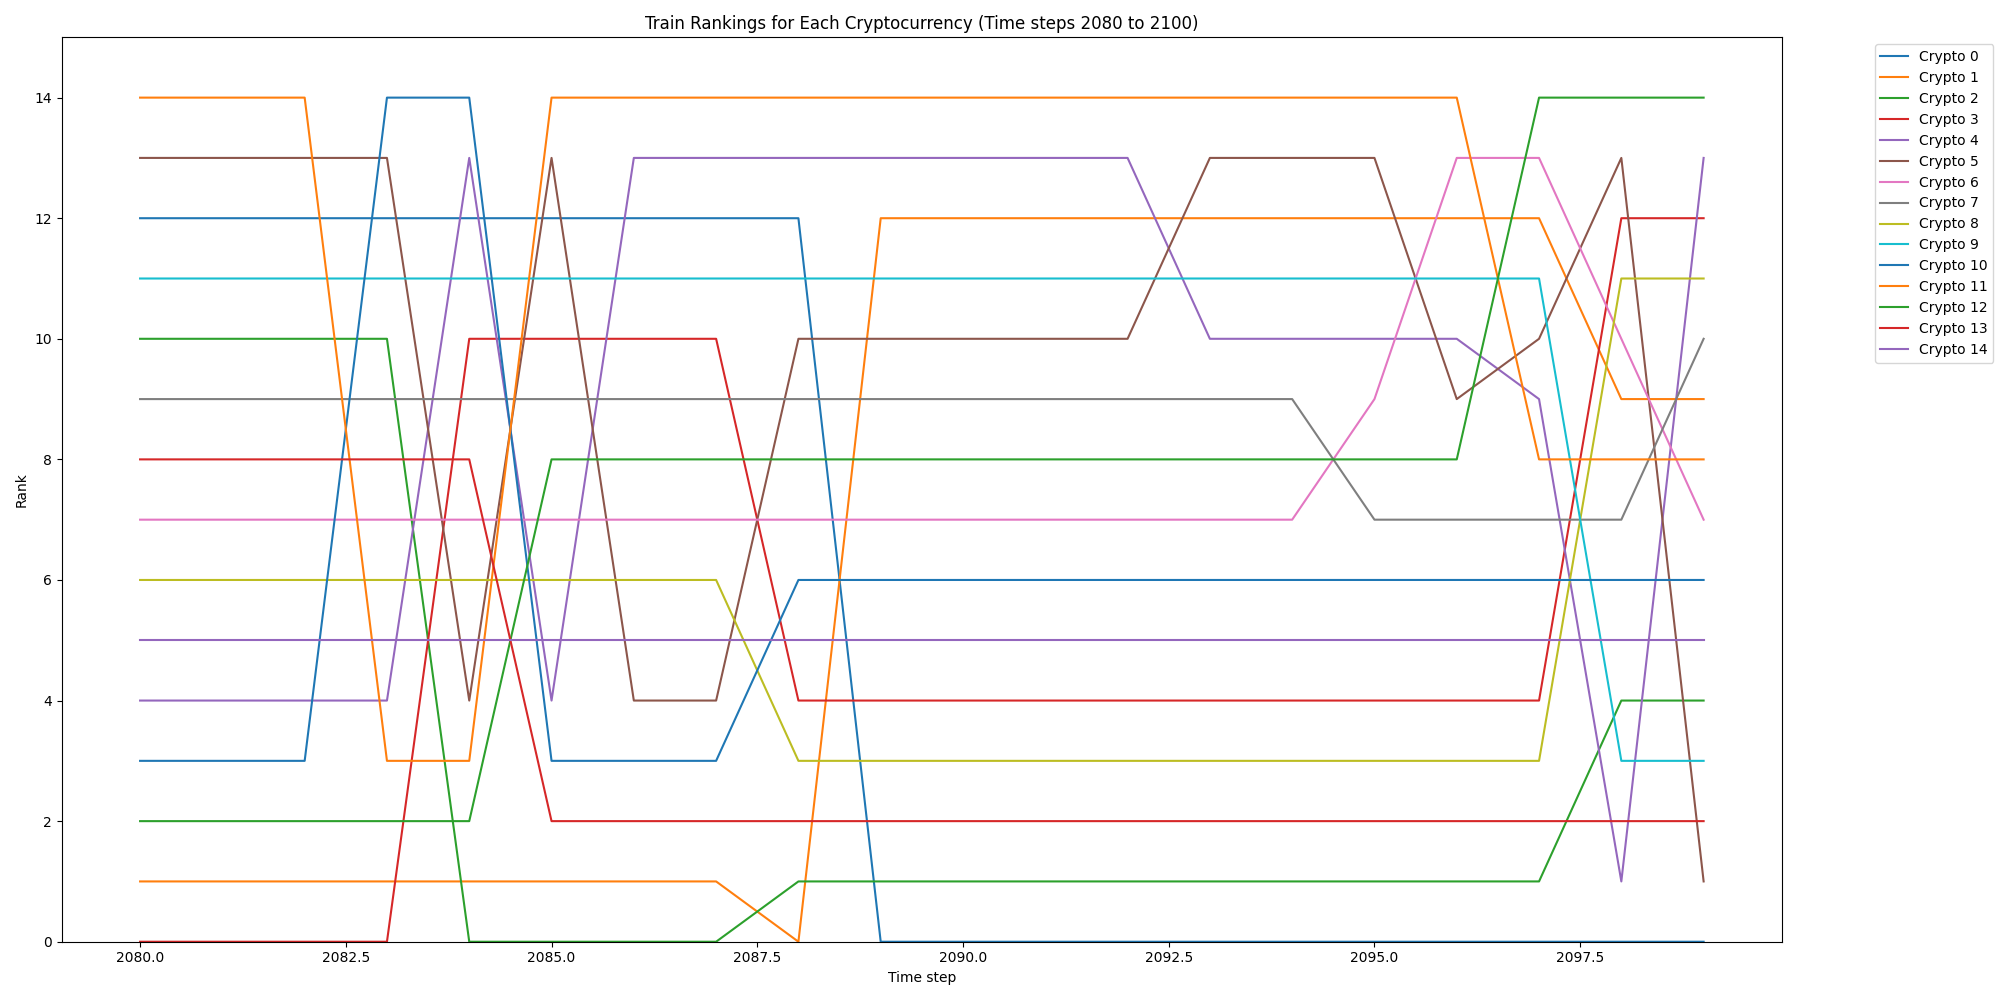 Train Rankings for Each Cryptocurrency (Time steps 2080 to 2100)
Rank
14
12
10
8
6
4
2
0
2080.0
2082.5
2085.0
2087.5
2090.0
2092.5
2095.0
2097.5
Time step
Crypto 0
Crypto 1
Crypto 2
Crypto 3
Crypto 4
Crypto 5
Crypto 6
Crypto 7
Crypto 8
Crypto 9
Crypto 10
Crypto 11
Crypto 12
Crypto 13
Crypto 14